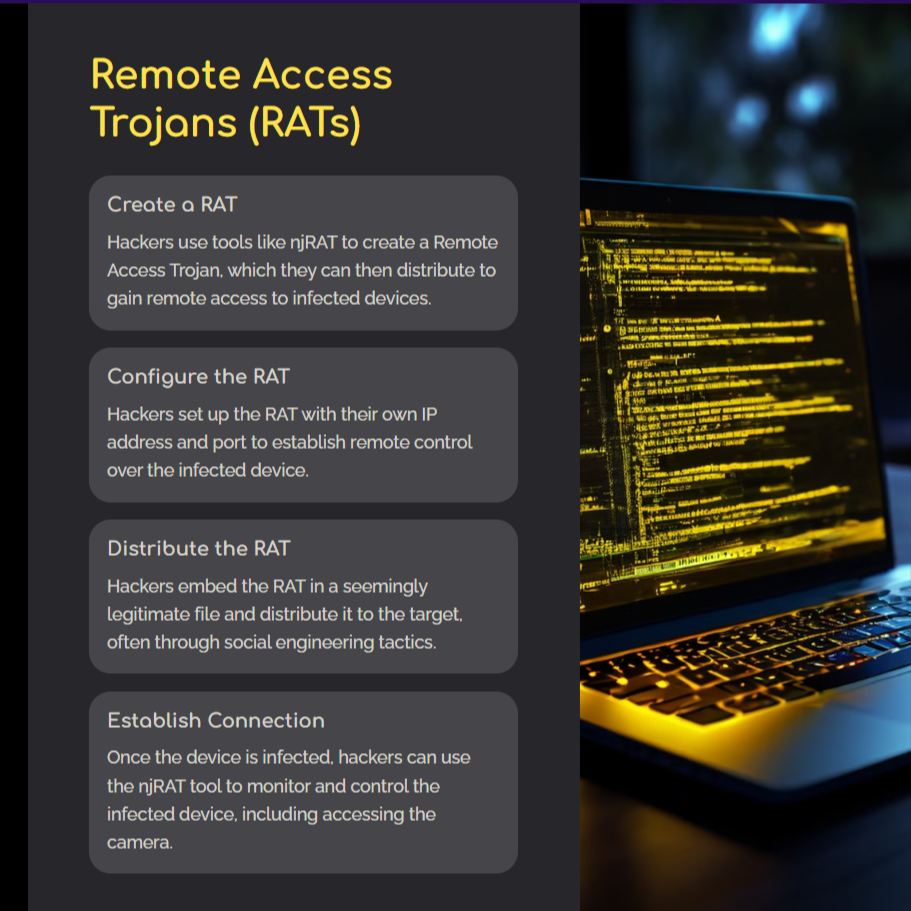 Remote Access
Trojans (RATs)
Create a RAT
Hackers use tools like njRAT to create a Remote
Access Trojan, which they can then distribute to
gain remote access to infected devices.
Configure the RAT
Hackers set up the RAT with their own IP
address and port to establish remote control
over the infected device.
Distribute the RAT
Hackers embed the RAT in a seemingly
legitimate file and distribute it to the target,
often through social engineering tactics.
Establish Connection
Once the device is infected, hackers can use
the njRAT tool to monitor and control the
infected device, including accessing the
camera.